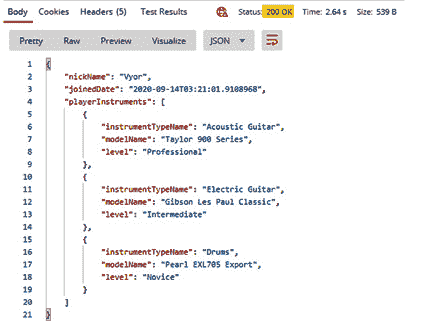 Body Cookies Headers (5) Test Results Status: 200 OK Time: 2.64 s Size: 539 B
Pretty Raw Preview Visualize JSON
1 {
2 "nickName": "Vyor",
3 "joinedDate": "2020-09-14T03:21:01.9108968",
4 "playerInstruments": [
5 {
6 "instrumentTypeName": "Acoustic Guitar",
7 "modelName": "Taylor 900 Series",
8 "level": "Professional"
9 },
10 {
11 "instrumentTypeName": "Electric Guitar",
12 "modelName": "Gibson Les Paul Classic",
13 "level": "Intermediate"
14 },
15 {
16 "instrumentTypeName": "Drums",
17 "modelName": "Pearl EXL705 Export",
18 "level": "Novice"
19 }
20 ]
21 }